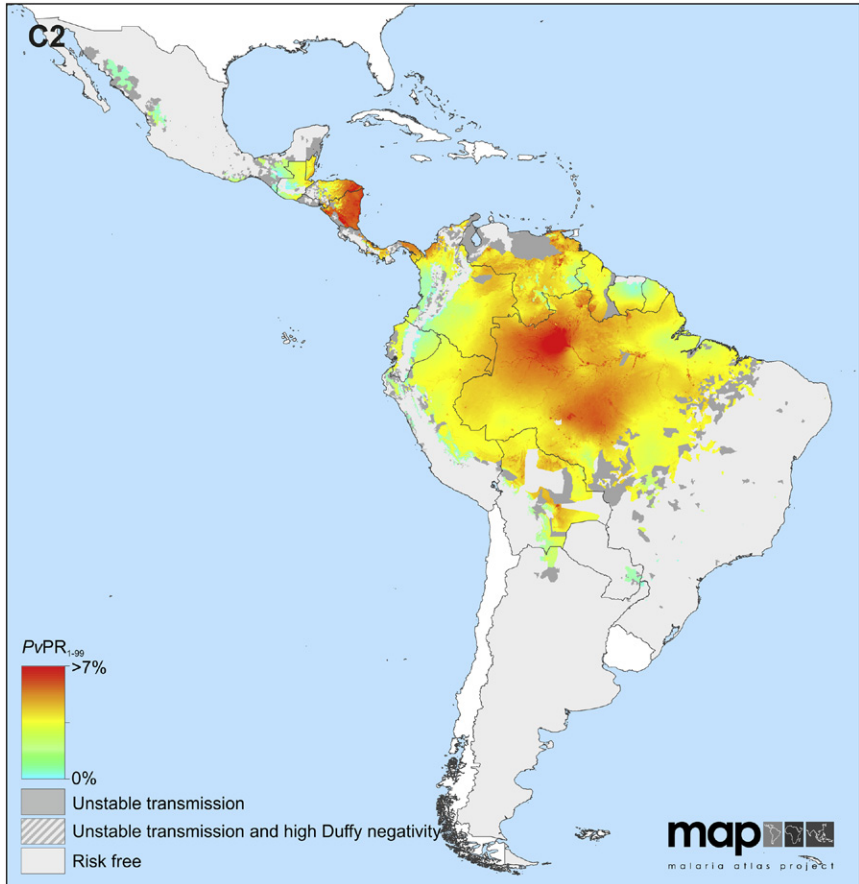 C2
PvPR1-99
>7%
0%
Unstable transmission
Unstable transmission and high Duffy negativity
Risk free
map
malaria atlas project